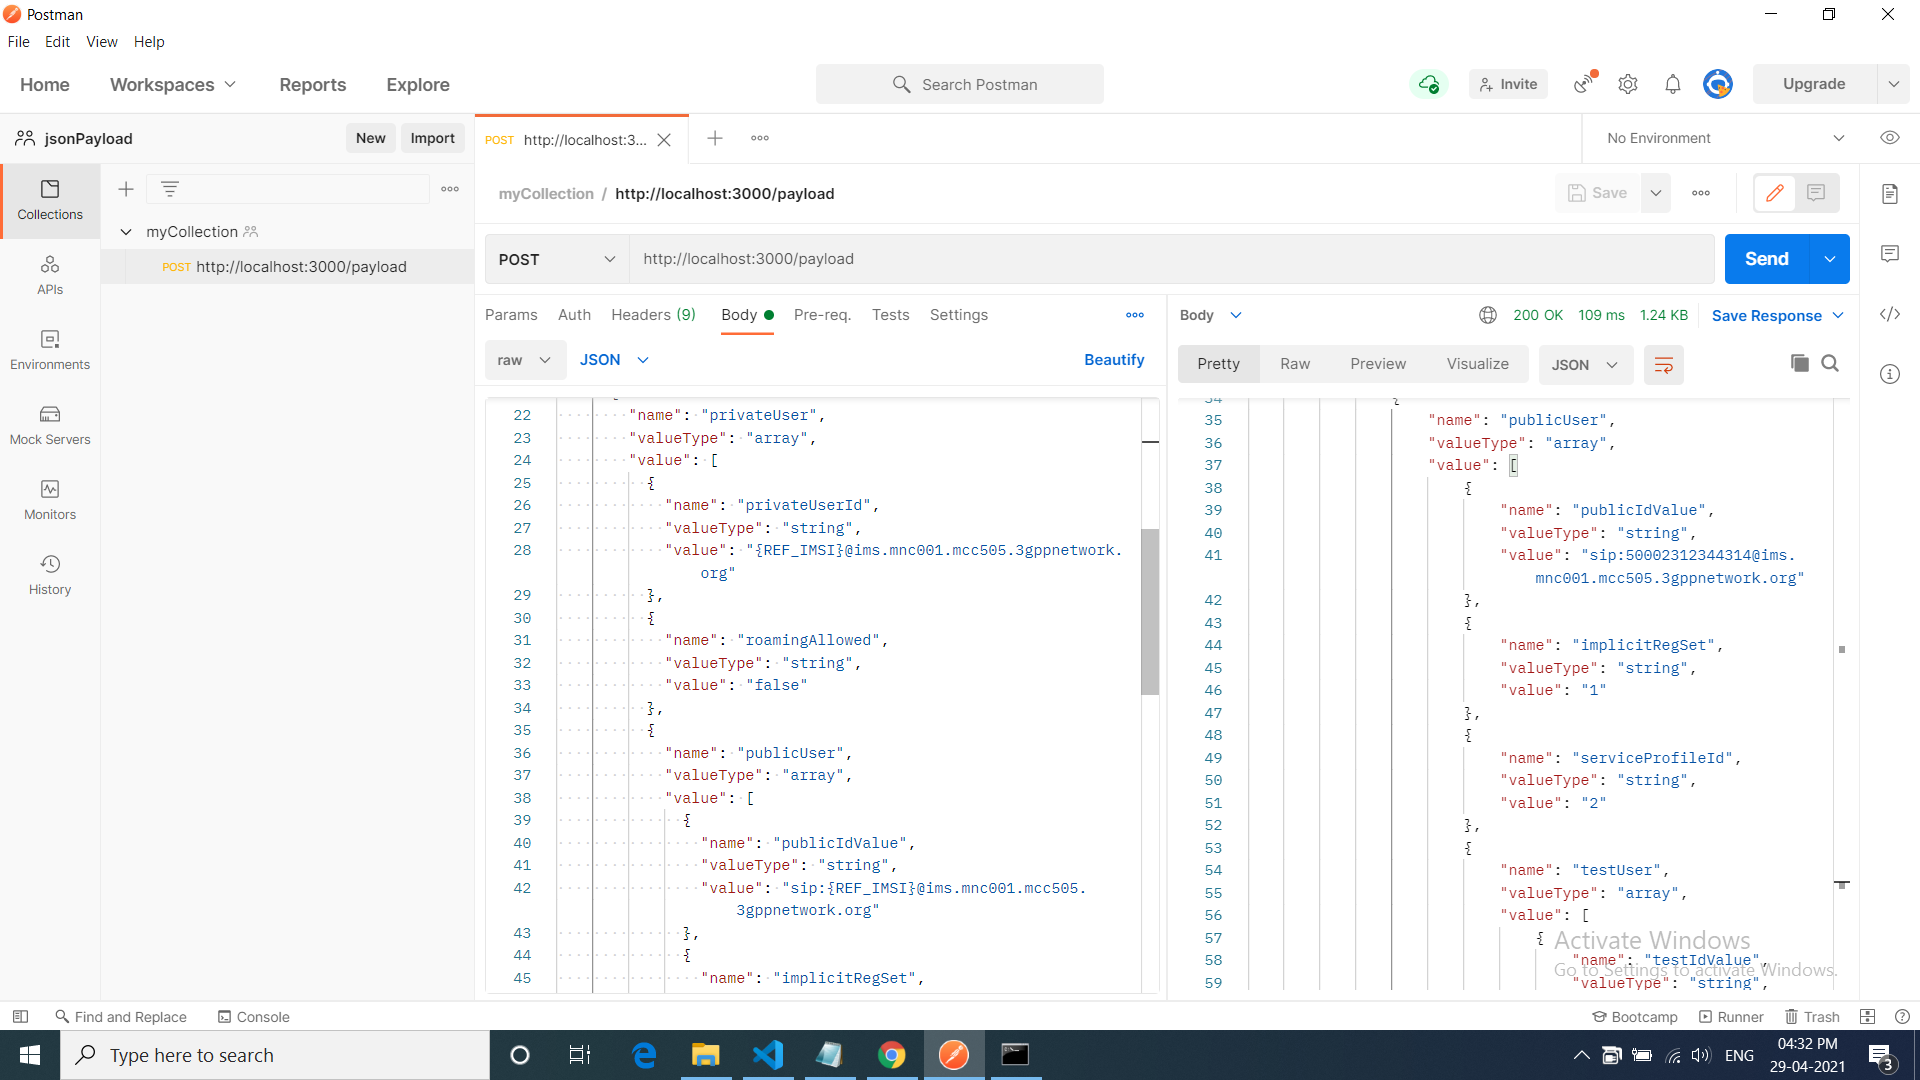 Postman
File Edit View Help
Home Workspaces Reports Explore Search Postman Invite Upgrade
jsonPayload New Import POST http://localhost:3... No Environment
myCollection / http://localhost:3000/payload Save
Collections
myCollection
POST http://localhost:3000/payload
POST http://localhost:3000/payload Send
APIs
Environments
Mock Servers
Monitors
History
Params Auth Headers (9) Body Pre-req. Tests Settings
raw JSON Beautify
22 "name": "privateUser",
23 "valueType": "array",
24 "value": [
25 {
26 "name": "privateUserId",
27 "valueType": "string",
28 "value": "{REF_IMSI}@ims.mnc001.mcc505.3gppnetwork.
org"
29 },
30 {
31 "name": "roamingAllowed",
32 "valueType": "string",
33 "value": "false"
34 },
35 {
36 "name": "publicUser",
37 "valueType": "array",
38 "value": [
39 {
40 "name": "publicIdValue",
41 "valueType": "string",
42 "value": "sip:{REF_IMSI}@ims.mnc001.mcc505.
3gppnetwork.org"
43 },
44 {
45 "name": "implicitRegSet",
Body 200 OK 109 ms 1.24 KB Save Response
Pretty Raw Preview Visualize JSON
34 {
35 "name": "publicUser",
36 "valueType": "array",
37 "value": [
38 {
39 "name": "publicIdValue",
40 "valueType": "string",
41 "value": "sip:50002312344314@ims.
mnc001.mcc505.3gppnetwork.org"
42 },
43 {
44 "name": "implicitRegSet",
45 "valueType": "string",
46 "value": "1"
47 },
48 {
49 "name": "serviceProfileId",
50 "valueType": "string",
51 "value": "2"
52 },
53 {
54 "name": "testUser",
55 "valueType": "array",
56 "value": [
57 {
58 "name": "testIdValue",
59 "valueType": "string",
Activate Windows
Go to Settings to activate Windows.
Find and Replace Console Bootcamp Runner Trash
Type here to search ENG 04:32 PM
29-04-2021 3